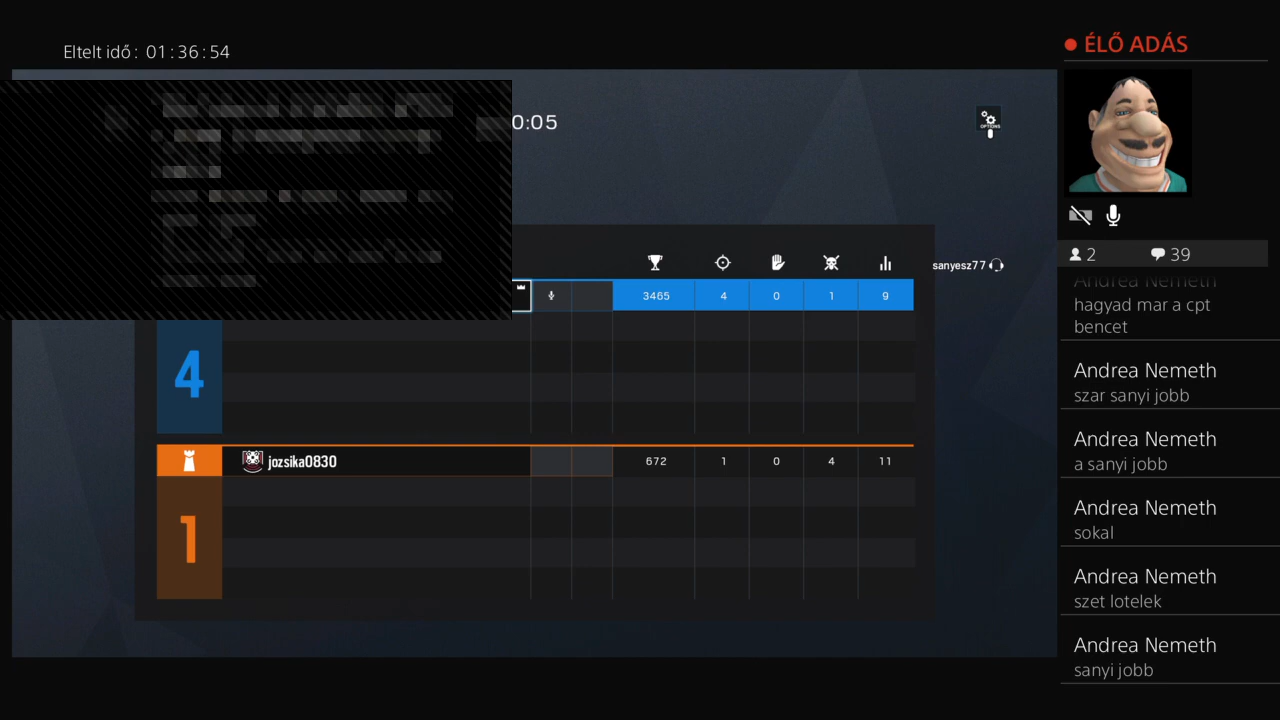 Eltelt idő: 01:36:54
ÉLŐ ADÁS
0:05
OPTIONS
2 39
sanyesz77
3465 4 0 1 9
4
jozsika0830 672 1 0 4 11
1
Andrea Nemeth
hagyad mar a cpt
bencet
Andrea Nemeth
szar sanyi jobb
Andrea Nemeth
a sanyi jobb
Andrea Nemeth
sokal
Andrea Nemeth
szet lotelek
Andrea Nemeth
sanyi jobb